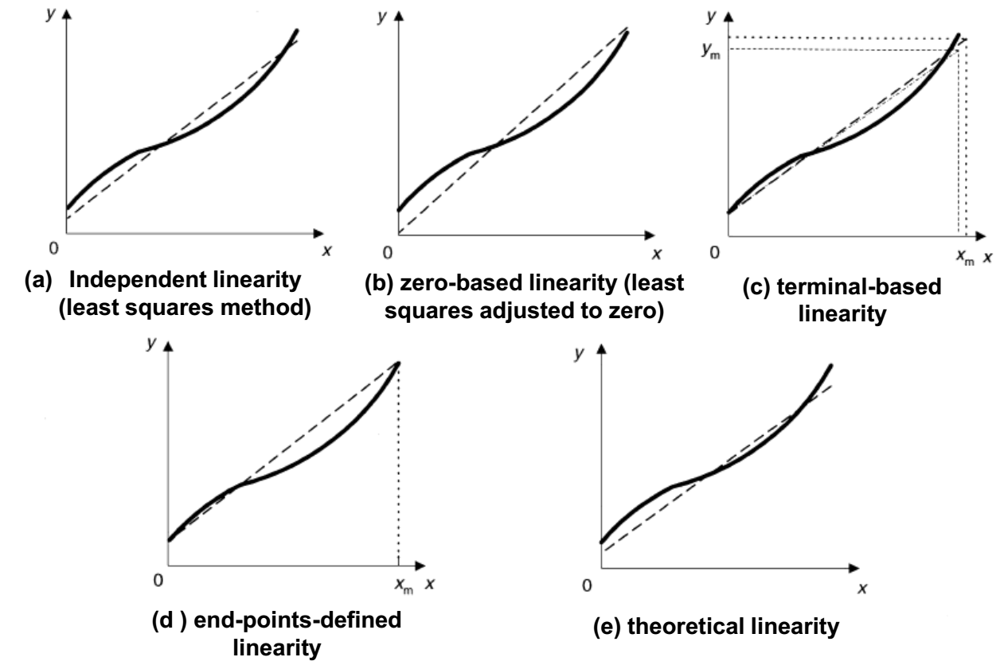 y
0
x
(a) Independent linearity
(least squares method)
y
0
x
(b) zero-based linearity (least
squares adjusted to zero)
y
ym
0
xm x
(c) terminal-based
linearity
y
0
xm x
(d ) end-points-defined
linearity
y
0
x
(e) theoretical linearity